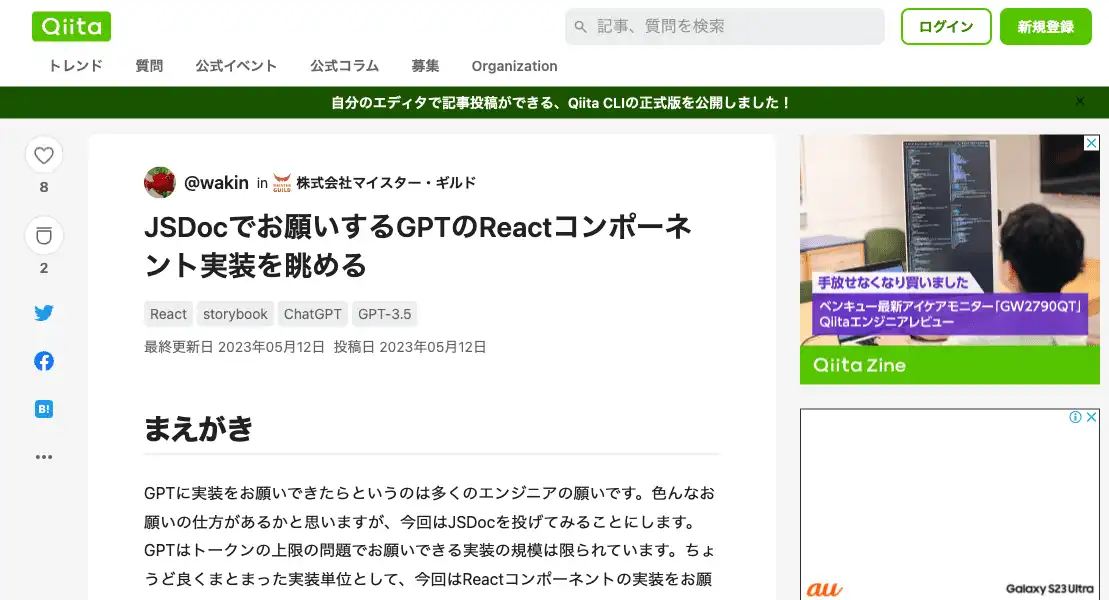 Qiita
記事、質問を検索
ログイン
新規登録
トレンド
質問
公式イベント
公式コラム
募集
Organization
自分のエディタで記事投稿ができる、Qiita CLIの正式版を公開しました！
8
2
B!
@wakin in 株式会社マイスター・ギルド
JSDocでお願いするGPTのReactコンポーネ
ント実装を眺める
React
storybook
ChatGPT
GPT-3.5
最終更新日 2023年05月12日 投稿日 2023年05月12日
まえがき
GPTに実装をお願いできたらというのは多くのエンジニアの願いです。色んなお
願いの仕方があるかと思いますが、今回はJSDocを投げてみることにします。
GPTはトークンの上限の問題でお願いできる実装の規模は限られています。ちょ
うど良くまとまった実装単位として、今回はReactコンポーネントの実装をお願
手放せなくなり買いました
ベンキュー最新アイケアモニター「GW2790QT」
Qiitaエンジニアレビュー
Qiita Zine
au
Galaxy S23 Ultra